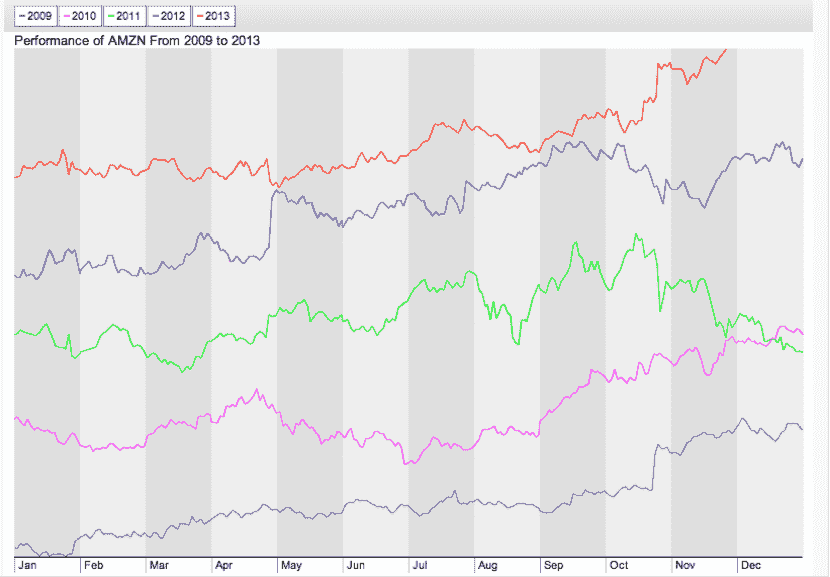 2009 2010 2011 2012 2013
Performance of AMZN From 2009 to 2013
Jan Feb Mar Apr May Jun Jul Aug Sep Oct Nov Dec